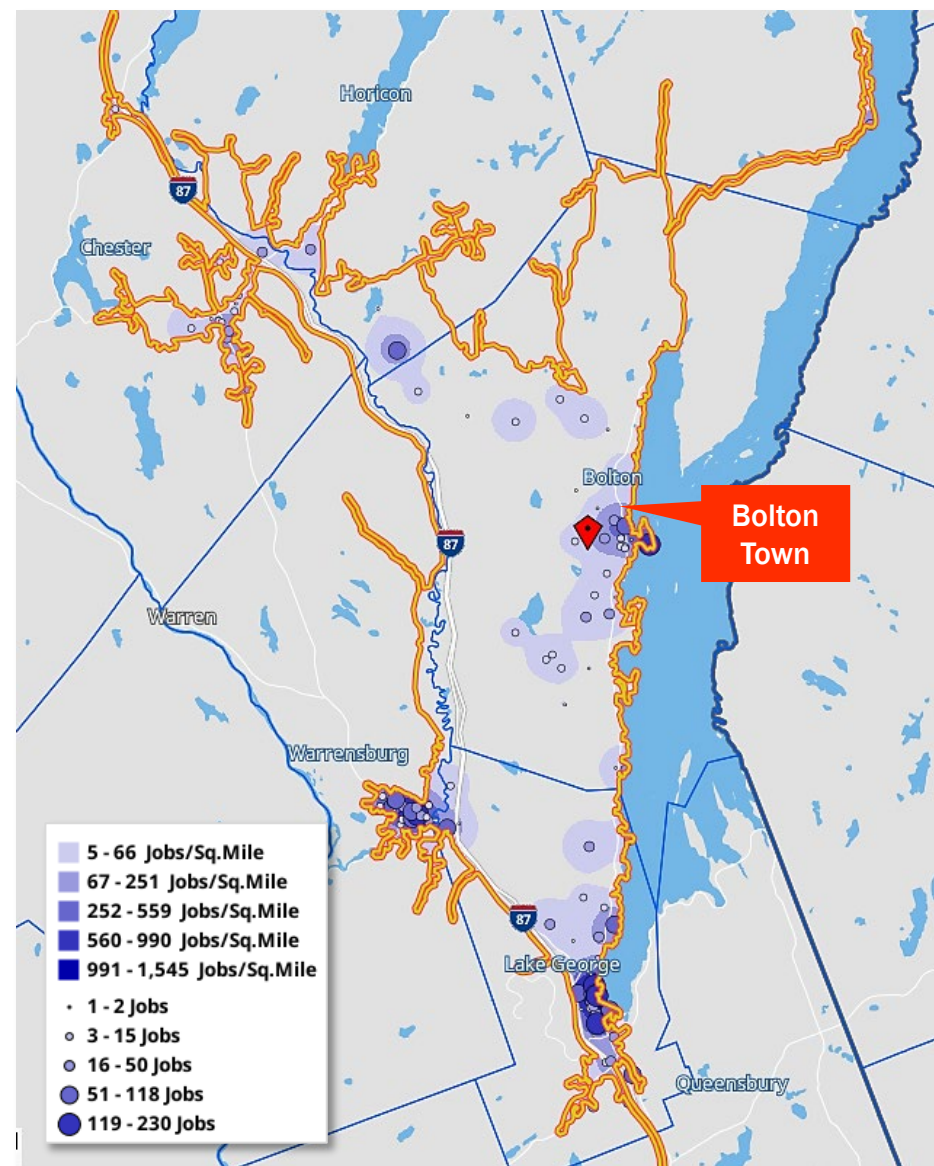 Horicon
87
Chester
Bolton
Bolton
Town
87
Warren
Warrensburg
87
Lake George
Queensbury
5 - 66 Jobs/Sq.Mile
67 - 251 Jobs/Sq.Mile
252 - 559 Jobs/Sq.Mile
560 - 990 Jobs/Sq.Mile
991 - 1,545 Jobs/Sq.Mile
1 - 2 Jobs
3 - 15 Jobs
16 - 50 Jobs
51 - 118 Jobs
119 - 230 Jobs